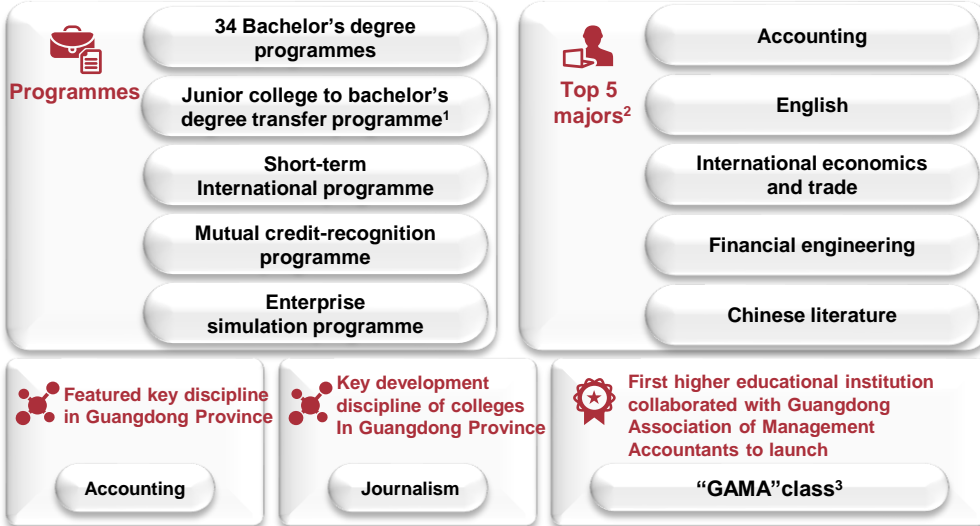 Programmes
34 Bachelor's degree
programmes
Junior college to bachelor's
degree transfer programme¹
Short-term
International programme
Mutual credit-recognition
programme
Enterprise
simulation programme
Top 5
majors²
Accounting
English
International economics
and trade
Financial engineering
Chinese literature
Featured key discipline
in Guangdong Province
Accounting
Key development
discipline of colleges
In Guangdong Province
Journalism
First higher educational institution
collaborated with Guangdong
Association of Management
Accountants to launch
“GAMA”class³